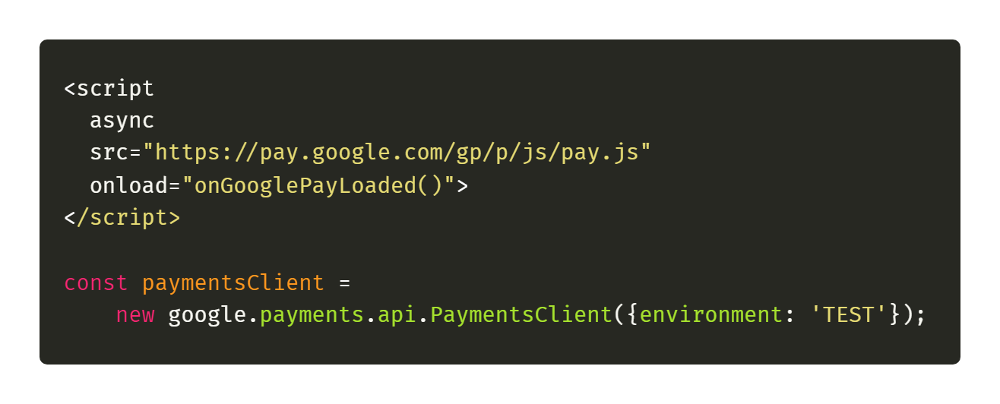 <script
async
src="https://pay.google.com/gp/p/js/pay.js"
onload="onGooglePayLoaded()">
</script>
const paymentsClient =
new google.payments.api.PaymentsClient({environment: 'TEST'});